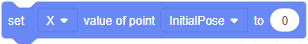 set X value of point InitialPose to 0